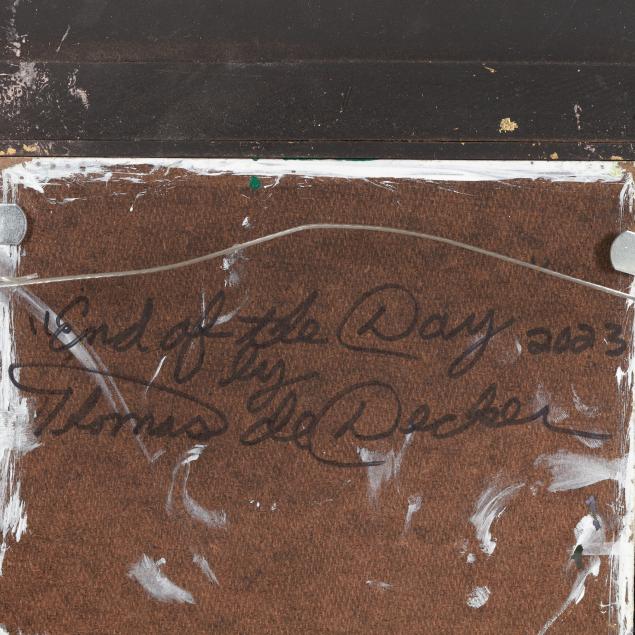 "End of the Day" 2023
by
Thomas deDecker